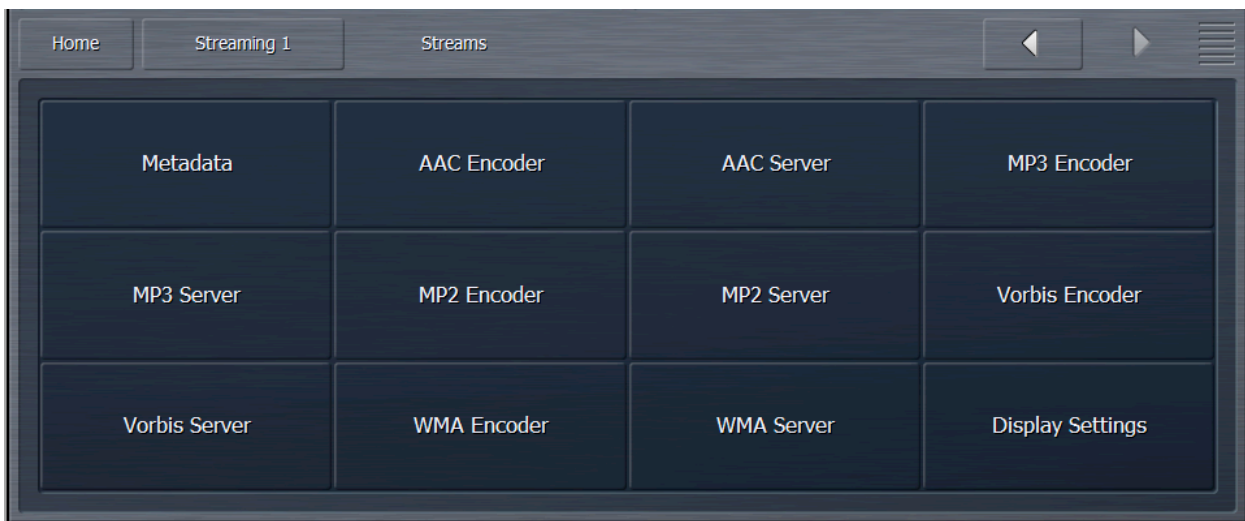 Home Streaming 1 Streams
Metadata AAC Encoder AAC Server MP3 Encoder
MP3 Server MP2 Encoder MP2 Server Vorbis Encoder
Vorbis Server WMA Encoder WMA Server Display Settings